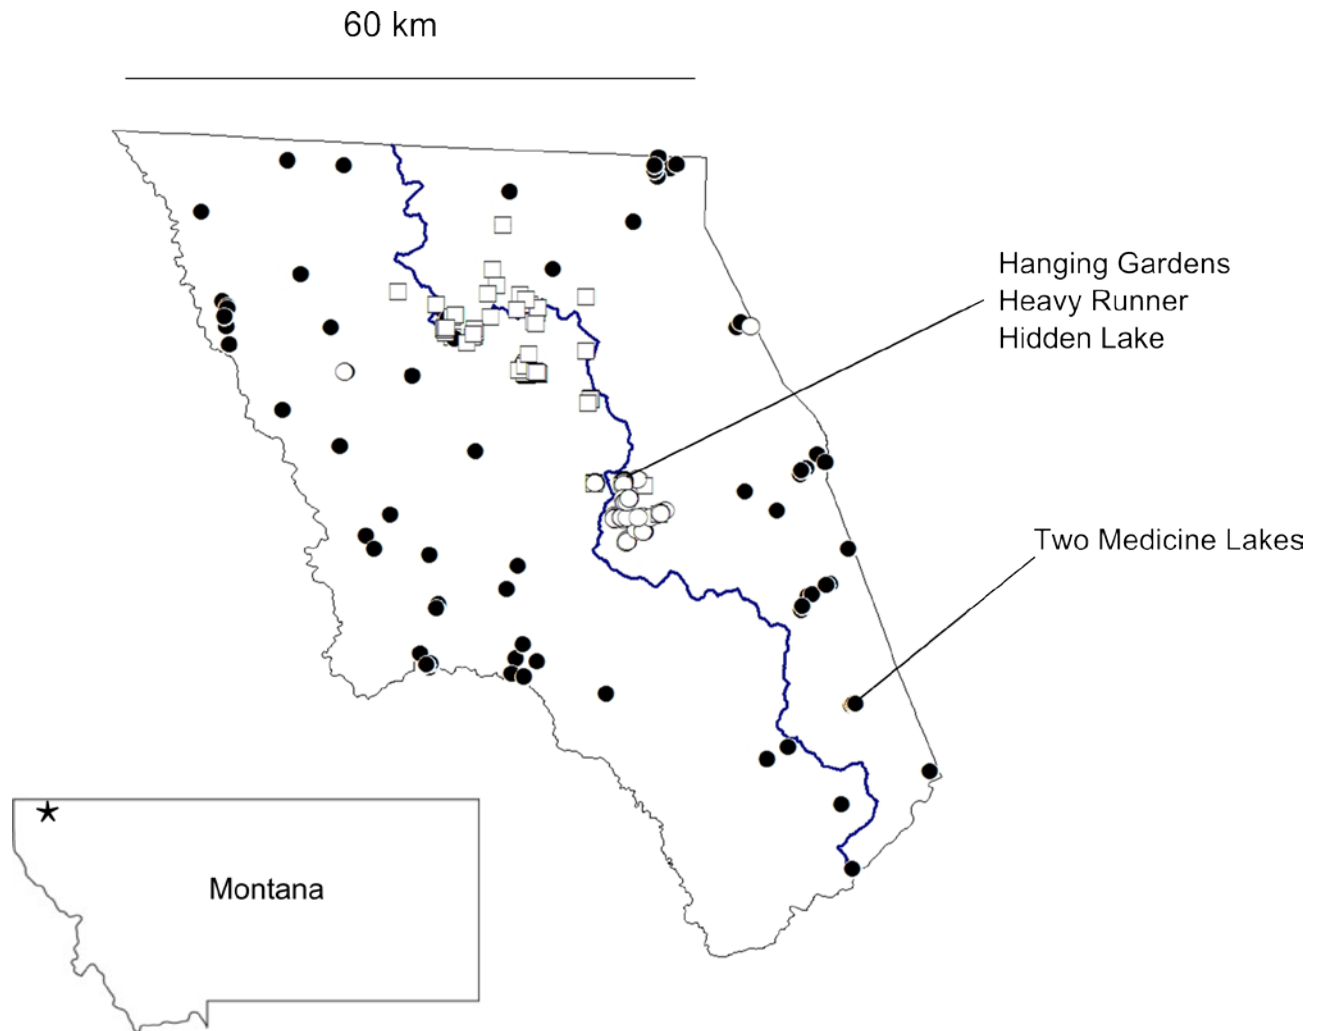 60 km
Hanging Gardens
Heavy Runner
Hidden Lake
Two Medicine Lakes
Montana